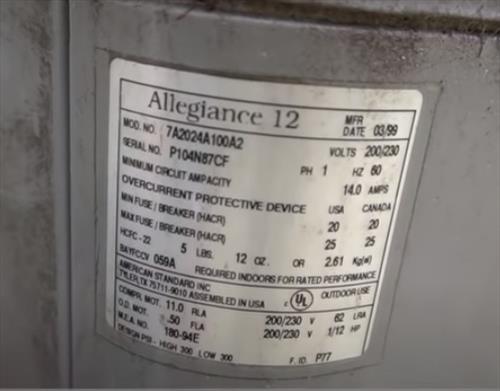 Allegiance 12
MFR
DATE 03/99
MOD. NO. 7A2024A100A2
SERIAL NO. P104N87CF
VOLTS 200/230
PH 1 HZ 60
MINIMUM CIRCUIT AMPACITY 14.0 AMPS
OVERCURRENT PROTECTIVE DEVICE USA CANADA
MIN FUSE / BREAKER (HACR) 20 20
MAX FUSE / BREAKER (HACR) 25 25
HCFC - 22 5 LBS. 12 OZ. OR 2.61 Kg(s)
BAYFCCV 059A REQUIRED INDOORS FOR RATED PERFORMANCE
AMERICAN STANDARD INC
TYLER, TX 75711-9010 ASSEMBLED IN USA UL OUTDOOR USE
COMPR. MOT. 11.0 RLA 200/230 V 62 LRA
O.D. MOT. .50 FLA 200/230 V 1/12 HP
M.E.A. NO. 180-94E
DESIGN PSI - HIGH 300 LOW 300 F. ID. P77